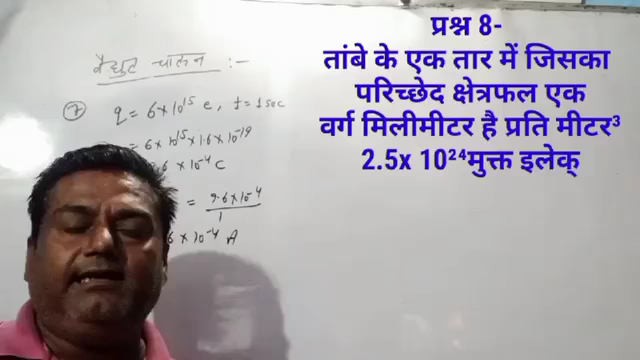 प्रश्न 8-
तांबे के एक तार में जिसका
परिच्छेद क्षेत्रफल एक
वर्ग मिलीमीटर है प्रति मीटर³
2.5x 10²⁴मुक्त इलेक्
वैद्युत चालन :-
7 q = 6×10¹⁵ e, t = 1 sec
= 6×10¹⁵×1.6×10⁻¹⁹
.6×10⁻⁴ C
= 9.6×10⁻⁴
1
6×10⁻⁴ A